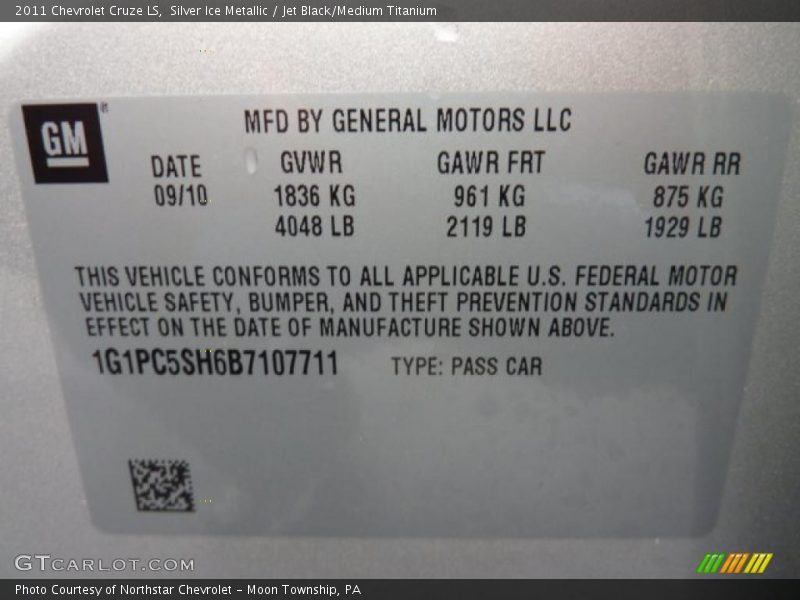 2011 Chevrolet Cruze LS, Silver Ice Metallic / Jet Black/Medium Titanium
GM®
MFD BY GENERAL MOTORS LLC
DATE GVWR GAWR FRT GAWR RR
09/10 1836 KG 961 KG 875 KG
4048 LB 2119 LB 1929 LB
THIS VEHICLE CONFORMS TO ALL APPLICABLE U.S. FEDERAL MOTOR
VEHICLE SAFETY, BUMPER, AND THEFT PREVENTION STANDARDS IN
EFFECT ON THE DATE OF MANUFACTURE SHOWN ABOVE.
1G1PC5SH6B7107711 TYPE: PASS CAR
GTCARLOT.COM
Photo Courtesy of Northstar Chevrolet - Moon Township, PA